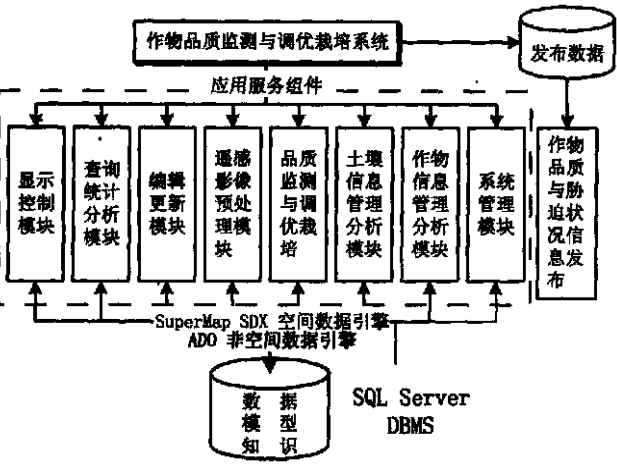 作物品质监测与调优栽培系统
发布数据
应用服务组件
显示
控制
模块
查询
统计
分析
模块
编辑
更新
模块
遥感
影像
预处
理模
块
品质
监测
与调
优栽
培
土壤
信息
管理
分析
模块
作物
信息
管理
分析
模块
系统
管理
模块
作物
品质
与胁
迫状
况信
息发
布
SuperMap SDX 空间数据引擎
ADO 非空间数据引擎
数 据
模 型
知 识
SQL Server
DBMS